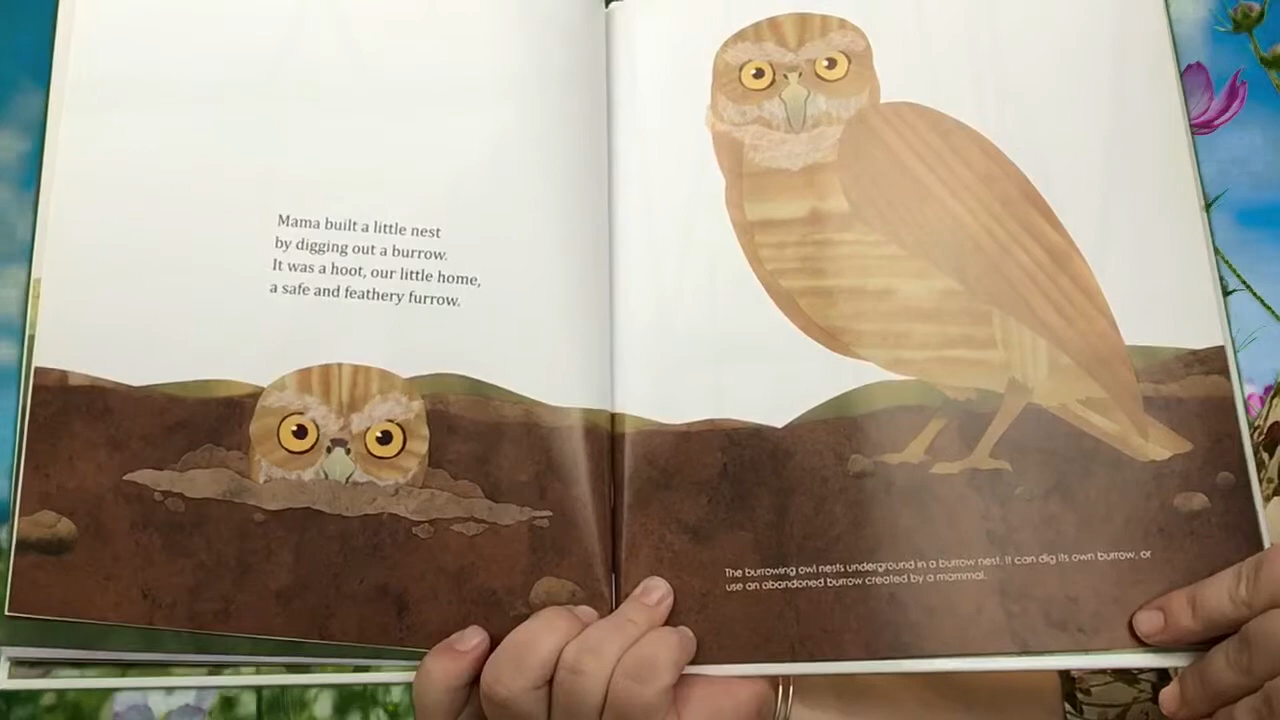 Mama built a little nest
by digging out a burrow.
It was a hoot, our little home,
a safe and feathery furrow.
The burrowing owl nests underground in a burrow nest. It can dig its own burrow, or
use an abandoned burrow created by a mammal.